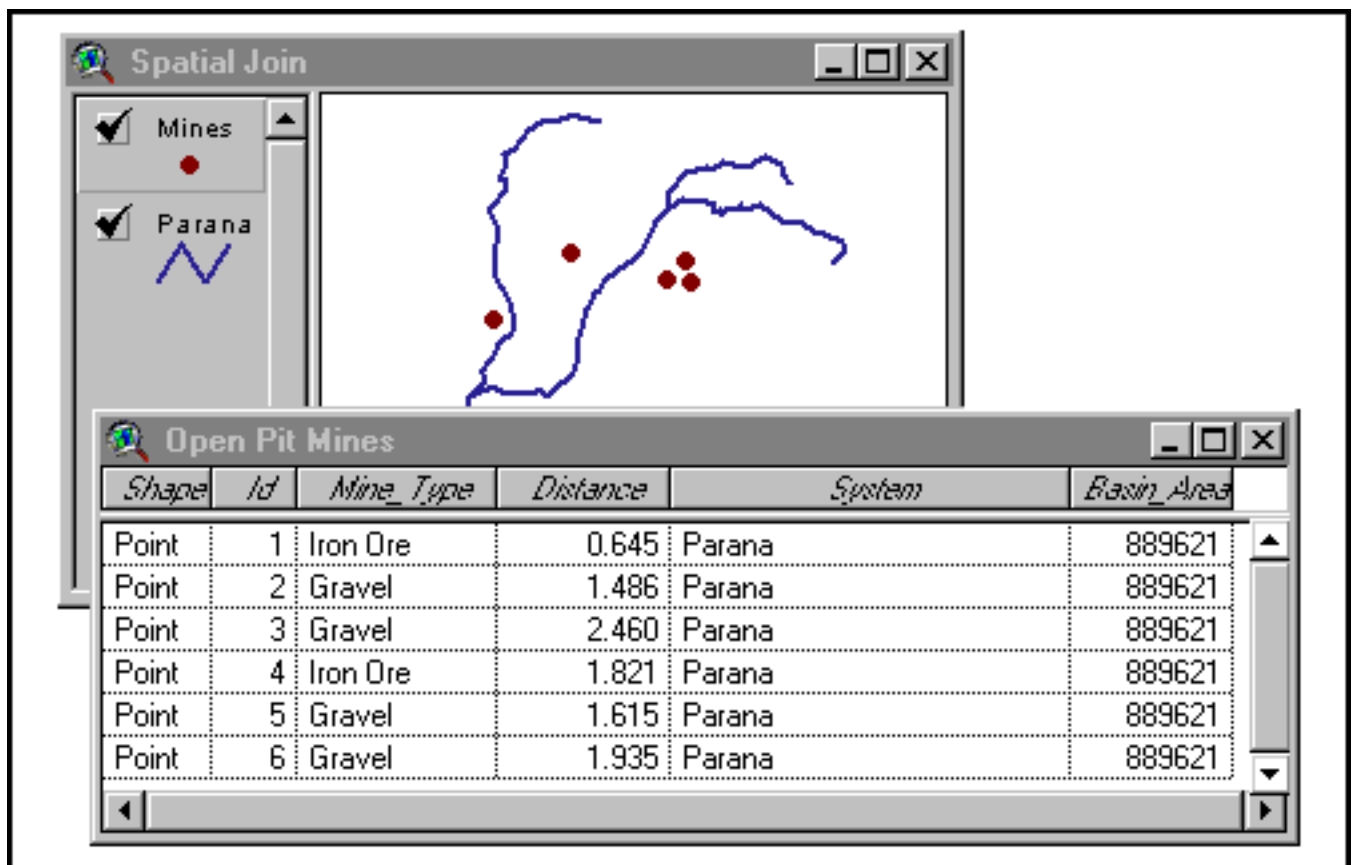 Spatial Join
Mines
Parana
Open Pit Mines
Shape Id Mine_Type Distance System Basin_Area
Point 1 Iron Ore 0.645 Parana 889621
Point 2 Gravel 1.486 Parana 889621
Point 3 Gravel 2.460 Parana 889621
Point 4 Iron Ore 1.821 Parana 889621
Point 5 Gravel 1.615 Parana 889621
Point 6 Gravel 1.935 Parana 889621